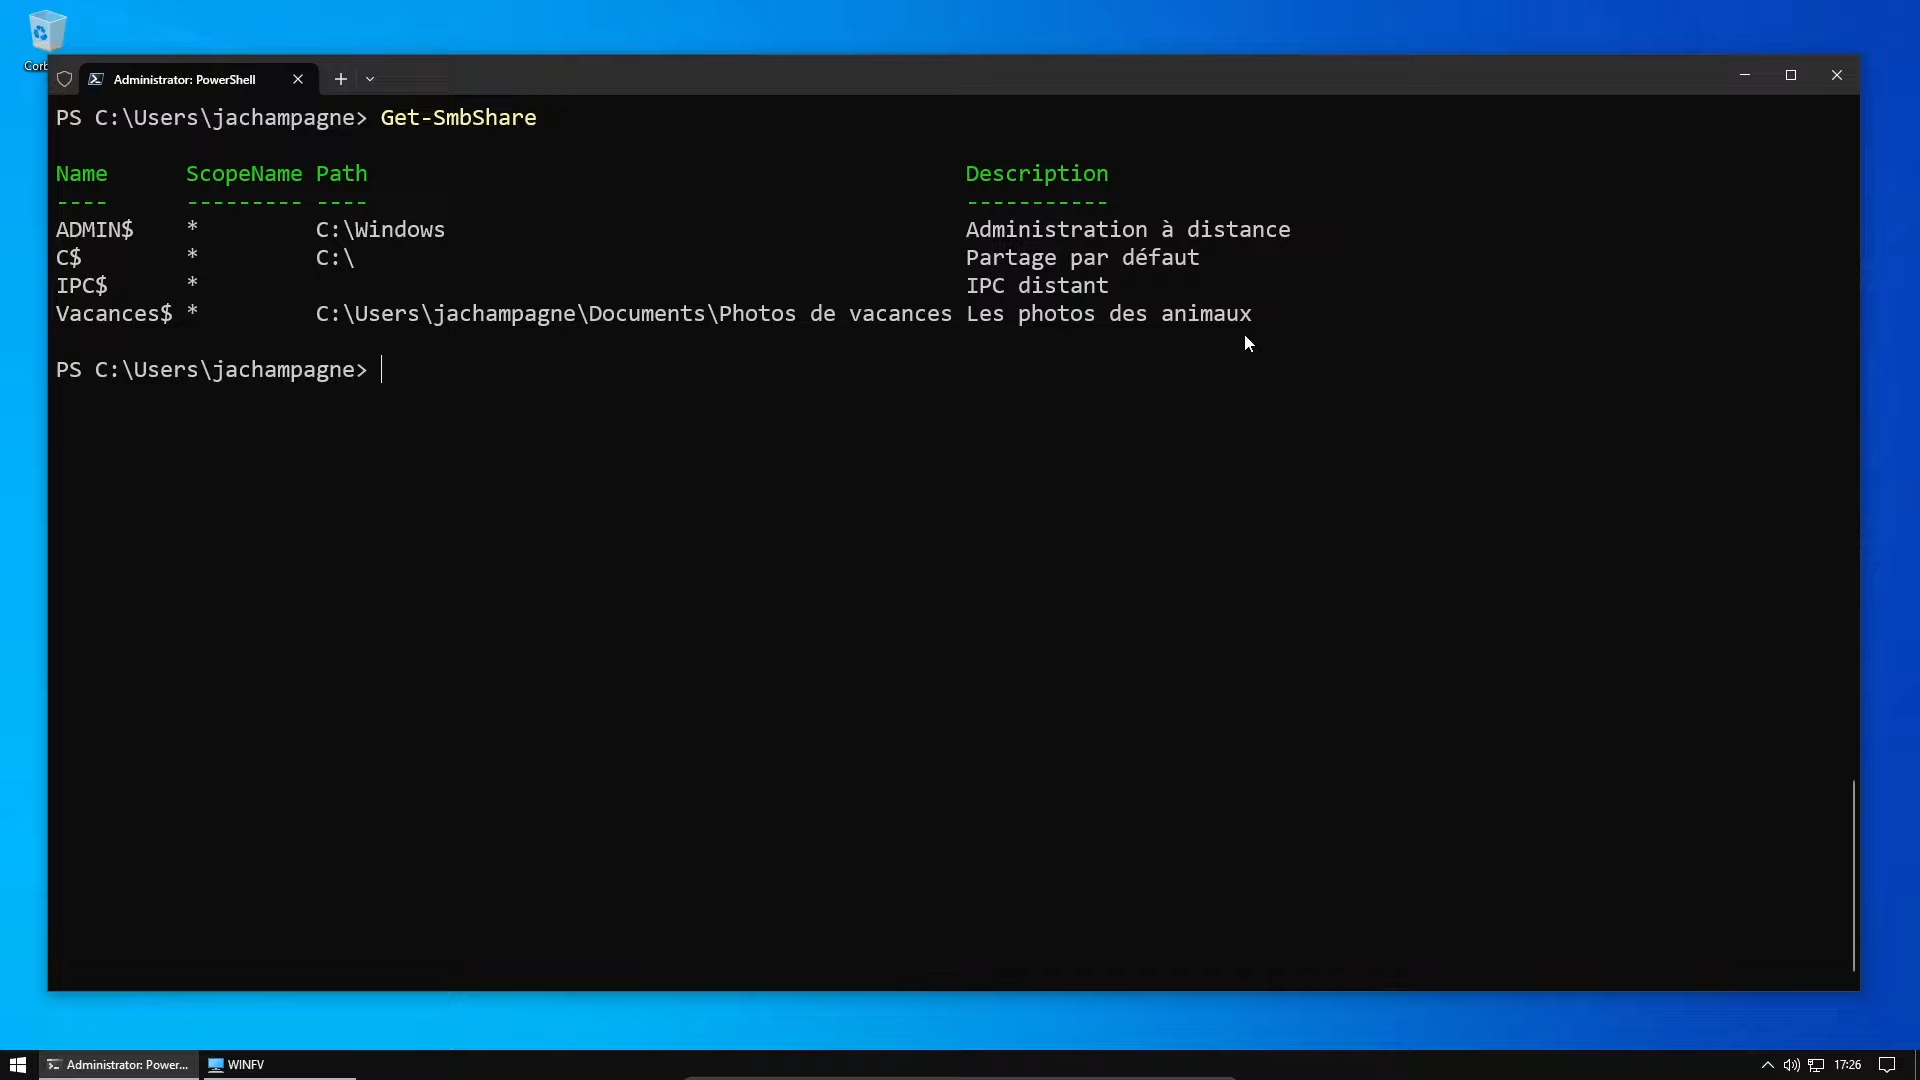 Corb
Administrator: PowerShell
PS C:\Users\jachampagne> Get-SmbShare
Name ScopeName Path Description
---- --------- ---- -----------
ADMIN$ * C:\Windows Administration à distance
C$ * C:\ Partage par défaut
IPC$ * IPC distant
Vacances$ * C:\Users\jachampagne\Documents\Photos de vacances Les photos des animaux
PS C:\Users\jachampagne>
Administrator: Power...
WINFV
17:26